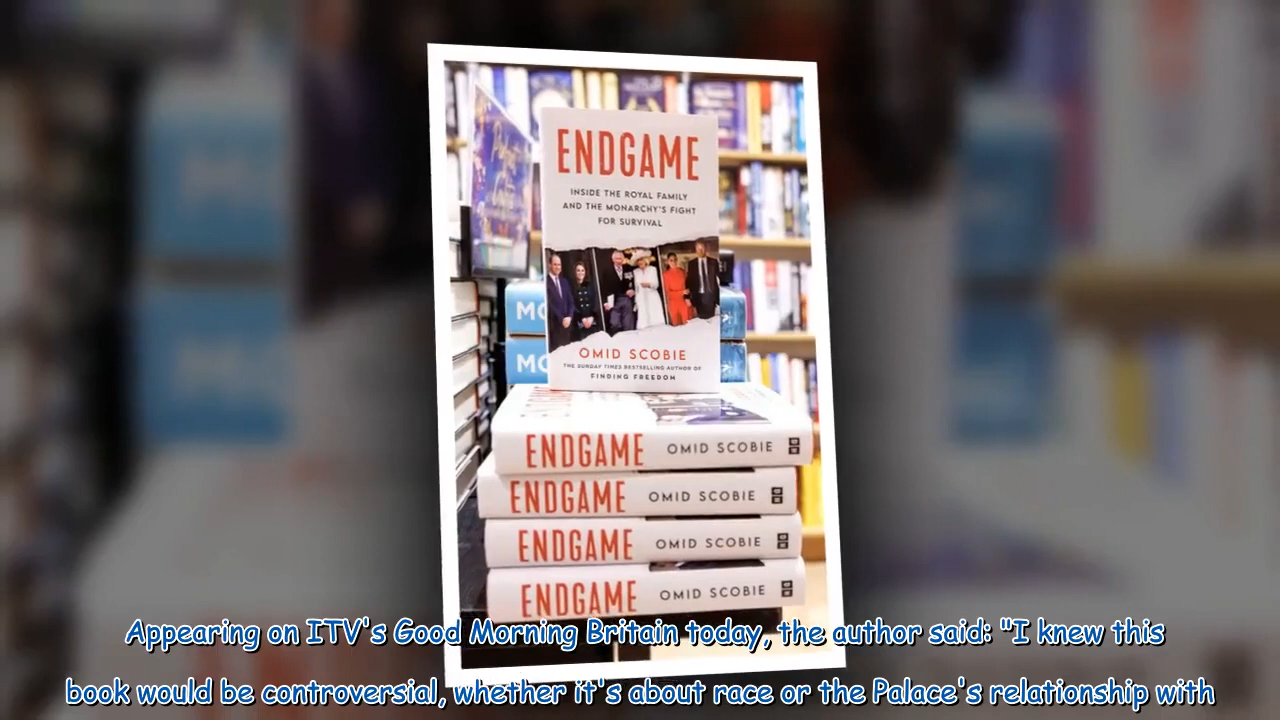 ENDGAME
INSIDE THE ROYAL FAMILY
AND THE MONARCHY'S FIGHT
FOR SURVIVAL
MO
MO
OMID SCOBIE
THE SUNDAY TIMES BESTSELLING AUTHOR OF
FINDING FREEDOM
ENDGAME OMID SCOBIE
ENDGAME OMID SCOBIE
ENDGAME OMID SCOBIE
ENDGAME OMID SCOBIE
Appearing on ITV's Good Morning Britain today, the author said: "I knew this
book would be controversial, whether it's about race or the Palace's relationship with